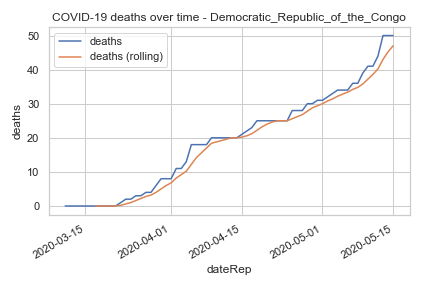 COVID-19 deaths over time - Democratic_Republic_of_the_Congo
deaths
deaths (rolling)
50
40
30
20
10
0
deaths
2020-03-15
2020-04-01
2020-04-15
2020-05-01
2020-05-15
dateRep